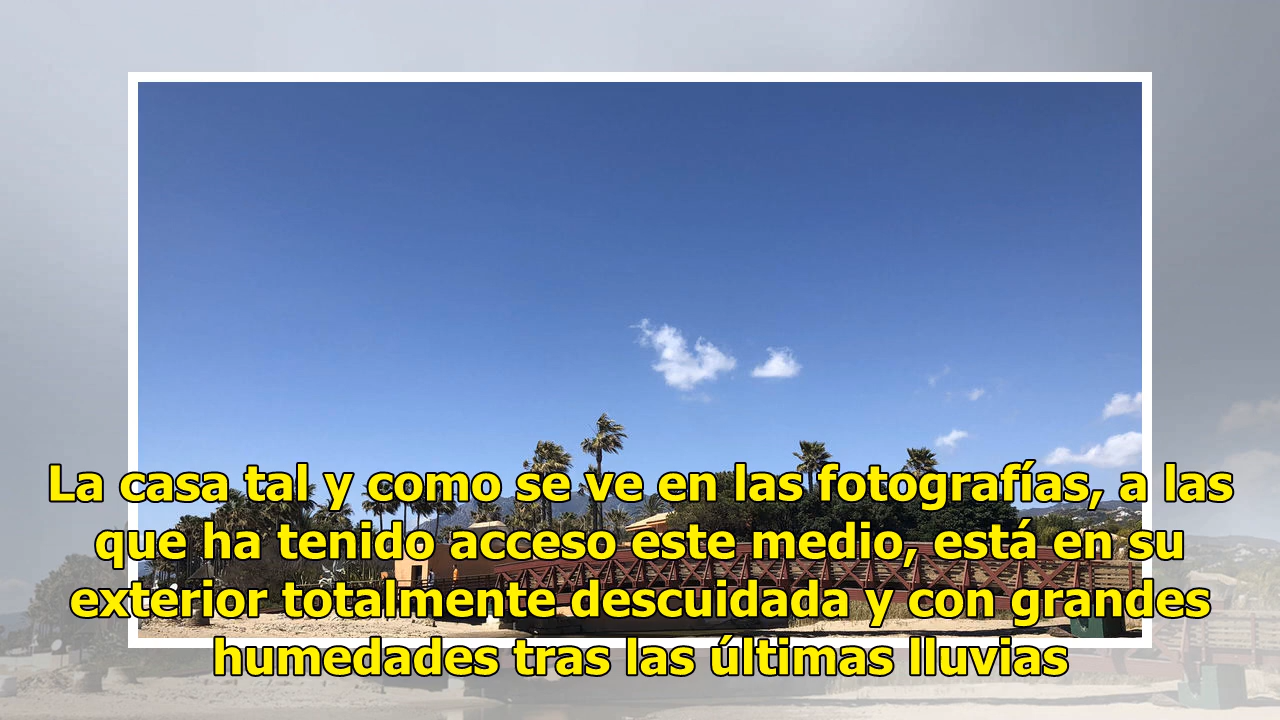 La casa tal y como se ve en las fotografías, a las
que ha tenido acceso este medio, está en su
exterior totalmente descuidada y con grandes
humedades tras las últimas lluvias